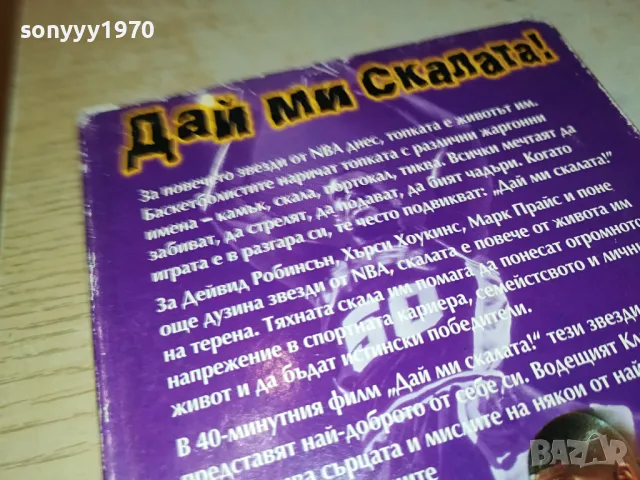 sonyyy1970
Дай ми Скалата!
За повечето звезди от NBA днес, топката е животът им.
Баскетболистите наричат топката с различни жаргонни
имена – камък, скала, портокал, тиква. Всички мечтаят да
забиват, да стрелят, да подават, да бият чадъри. Когато
играта е в разгара си, те често подвикват: „Дай ми скалата!“
За Дейвид Робинсън, Хърси Хоукинс, Марк Прайс и поне
още дузина звезди от NBA, скалата е повече от живота им
на терена. Тяхната скала им помага да понесат огромното
напрежение в спортната кариера, семейството и лични
живот и да бъдат истински победители.
50
В 40-минутния филм „Дай ми скалата!“ тези звезди
представят най-доброто от себе си. Водещият Кл
сърцата и мислите на някои от най
BAZAR